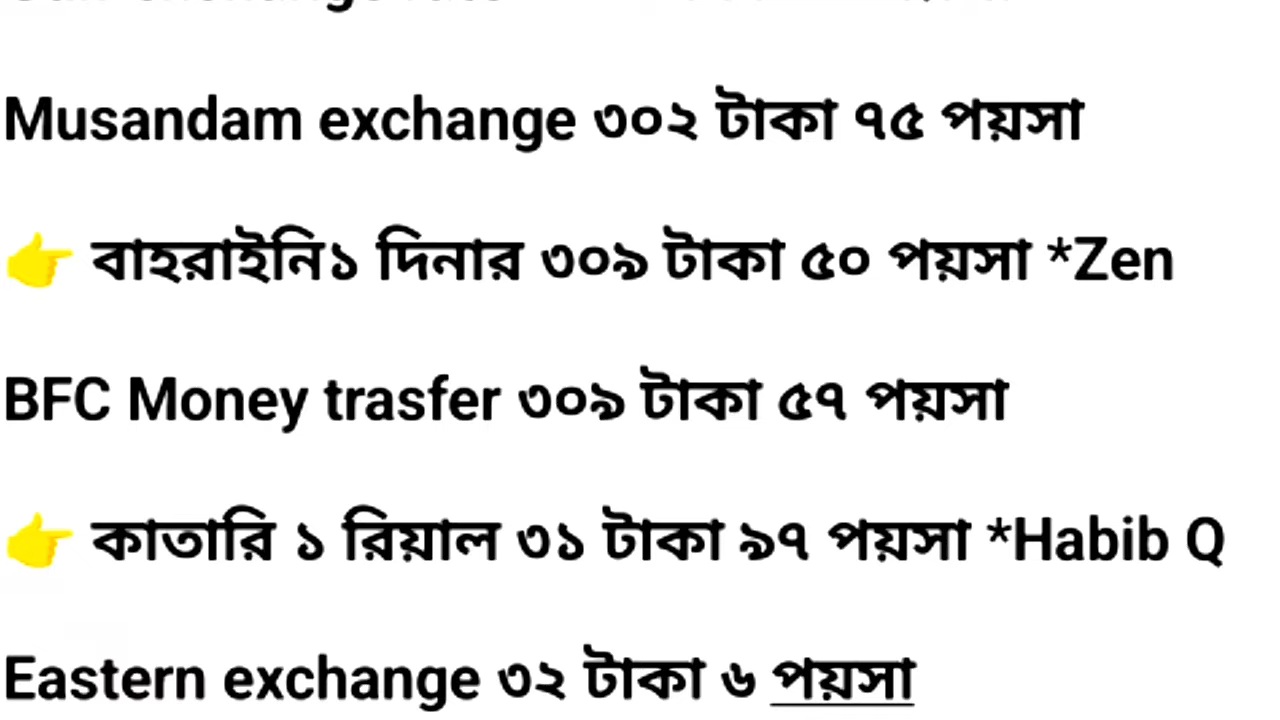 Musandam exchange ৩০২ টাকা ৭৫ পয়সা
👉 বাহরাইনি১ দিনার ৩০৯ টাকা ৫০ পয়সা *Zen
BFC Money trasfer ৩০৯ টাকা ৫৭ পয়সা
👉 কাতারি ১ রিয়াল ৩১ টাকা ৯৭ পয়সা *Habib Q
Eastern exchange ৩২ টাকা ৬ পয়সা